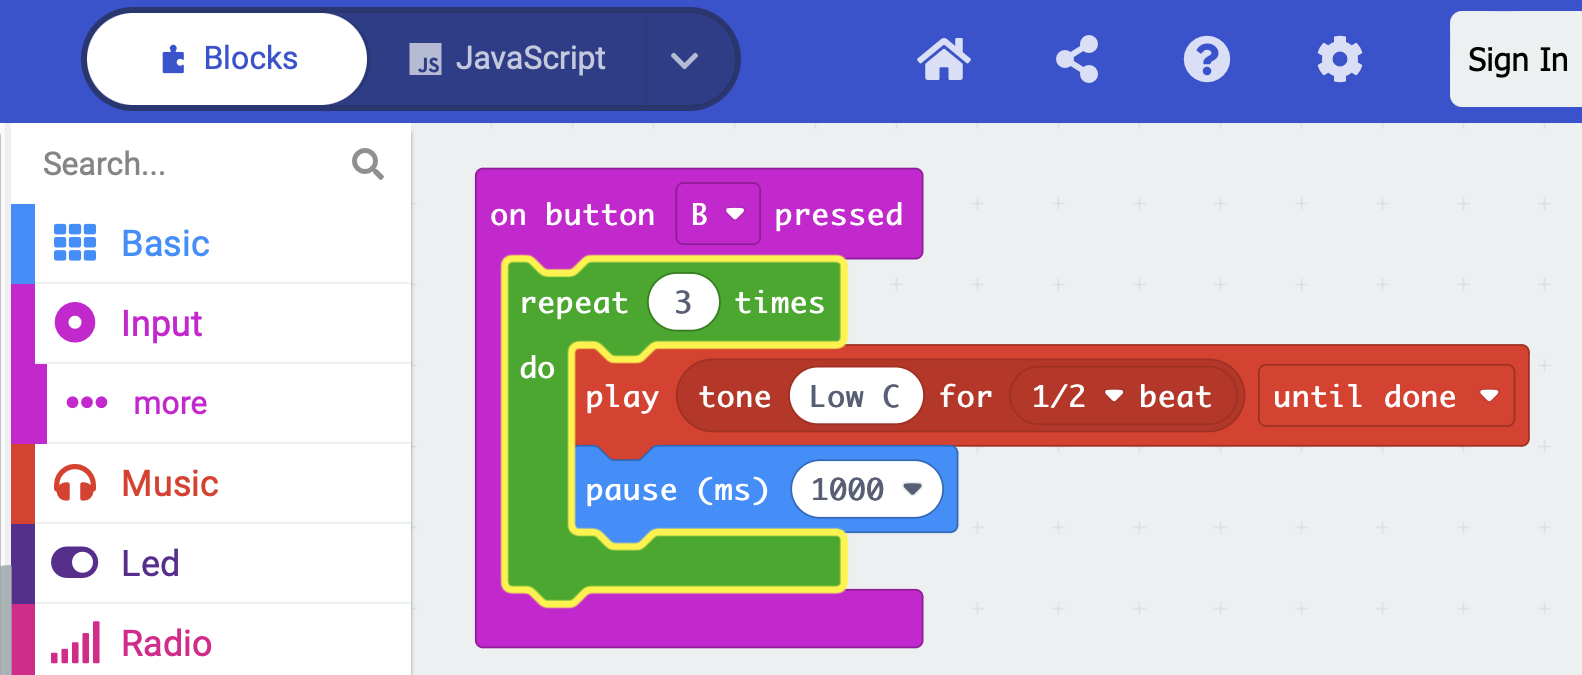 Blocks
JS JavaScript
Sign In
Search...
Basic
Input
more
Music
Led
Radio
on button B pressed
repeat 3 times
do
play tone Low C for 1/2 beat until done
pause (ms) 1000